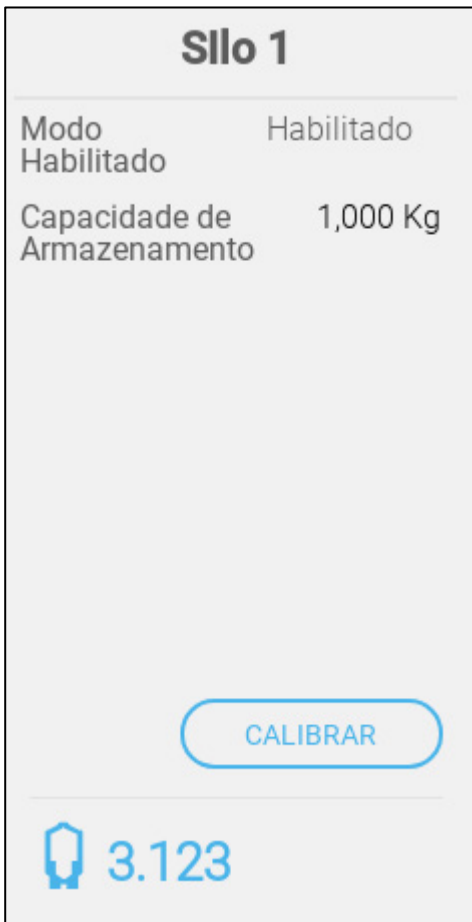 SIlo 1
Modo Habilitado
Habilitado
Capacidade de 1,000 Kg
Armazenamento
CALIBRAR
3.123